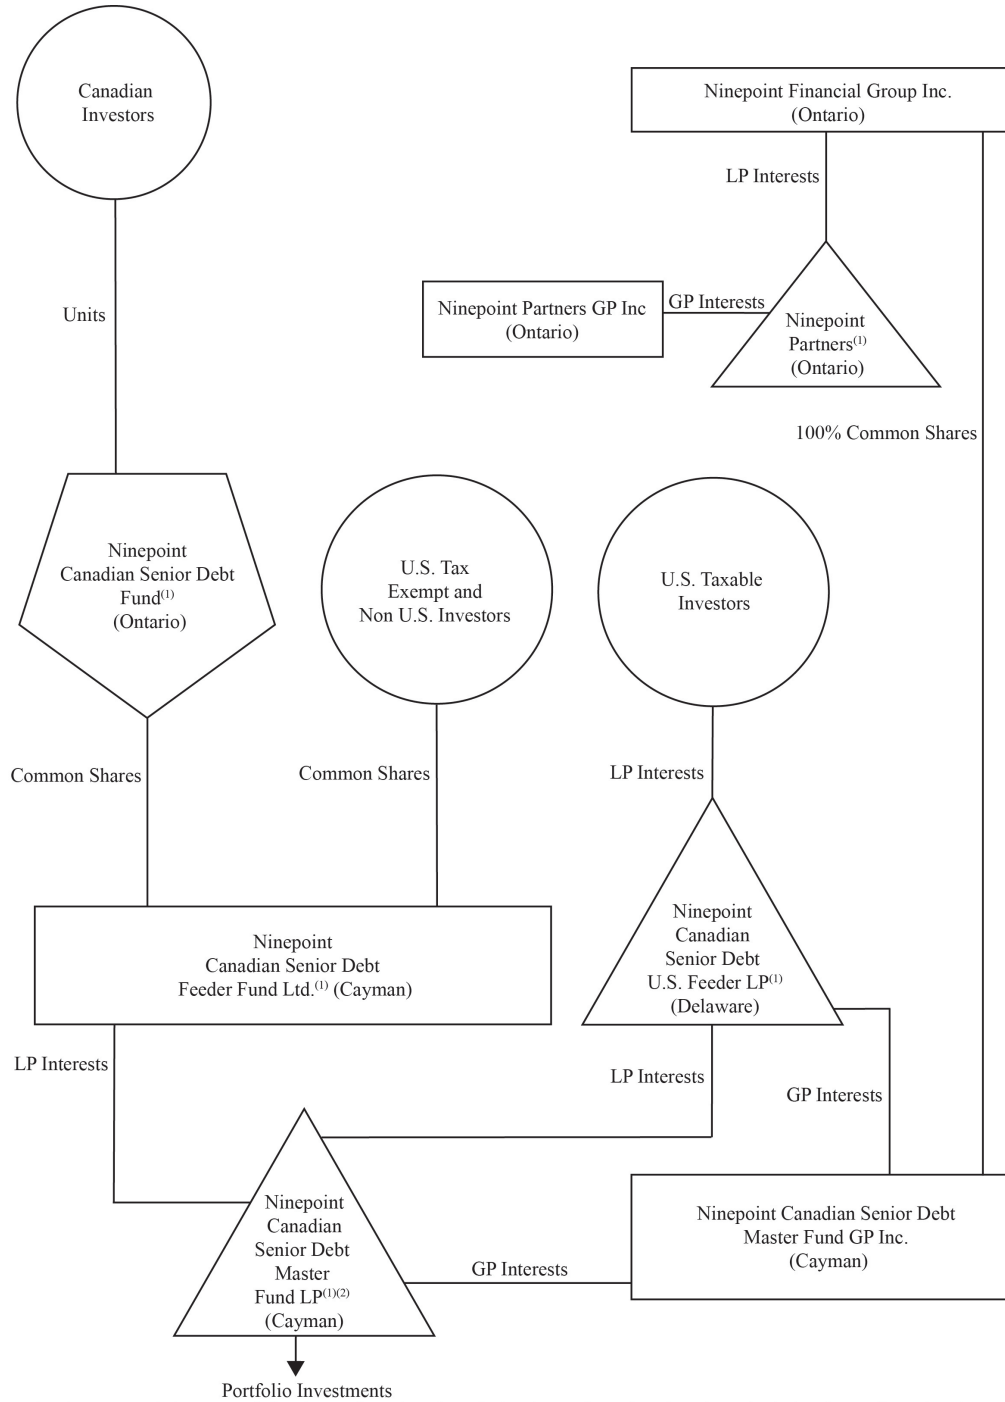 Canadian
Investors
Ninepoint Financial Group Inc.
(Ontario)
LP Interests
Units
Ninepoint Partners GP Inc
(Ontario)
GP Interests
Ninepoint
Partners(1)
(Ontario)
100% Common Shares
Ninepoint
Canadian Senior Debt
Fund(1)
(Ontario)
U.S. Tax
Exempt and
Non U.S. Investors
U.S. Taxable
Investors
Common Shares
Common Shares
LP Interests
Ninepoint
Canadian Senior Debt
Feeder Fund Ltd.(1) (Cayman)
Ninepoint
Canadian
Senior Debt
U.S. Feeder LP(1)
(Delaware)
LP Interests
LP Interests
GP Interests
Ninepoint
Canadian
Senior Debt
Master
Fund LP(1)(2)
(Cayman)
GP Interests
Ninepoint Canadian Senior Debt
Master Fund GP Inc.
(Cayman)
Portfolio Investments